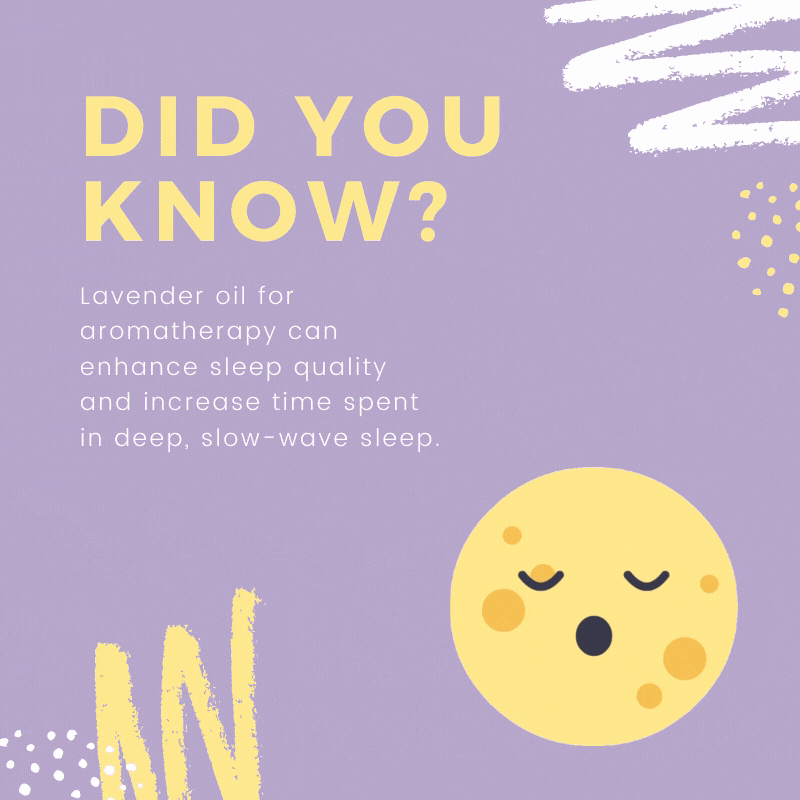 DID YOU
KNOW?
Lavender oil for
aromatherapy can
enhance sleep quality
and increase time spent
in deep, slow-wave sleep.